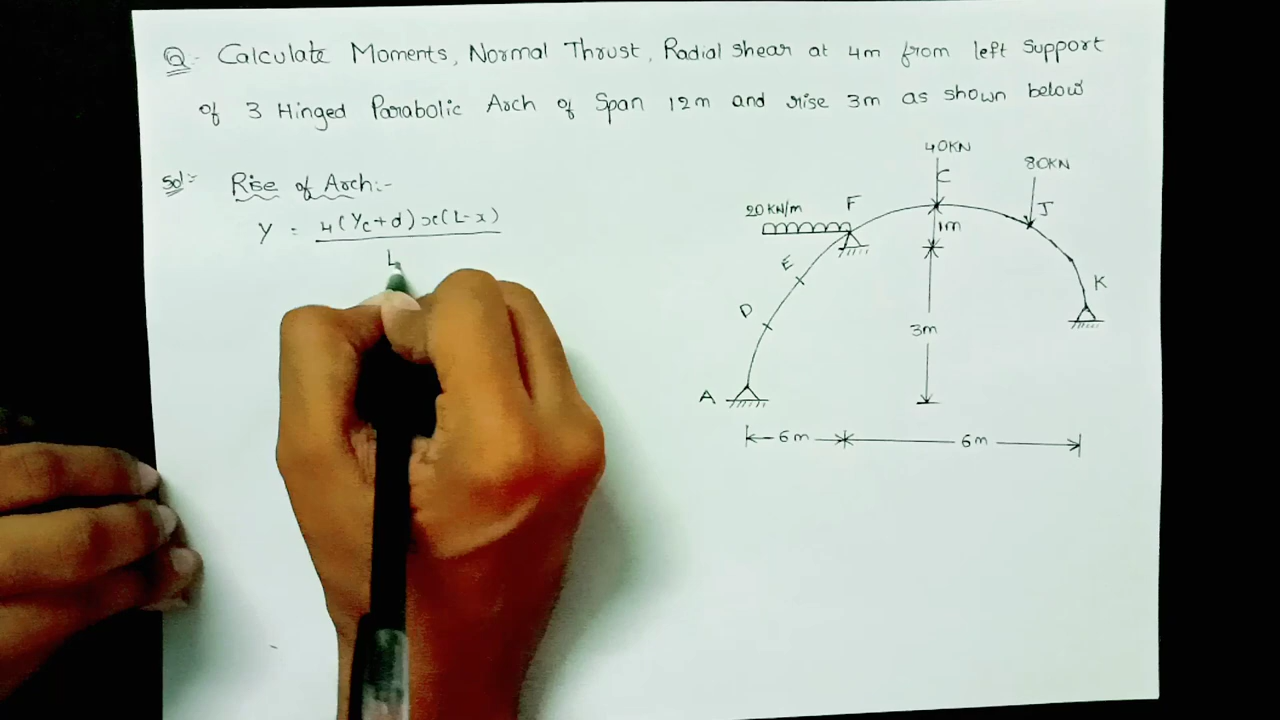 Q. Calculate Moments, Normal Thrust, Radial shear at 4m from left support
of 3 Hinged Parabolic Arch of Span 12m and rise 3m as shown below
Sol:- Rise of Arch:-
Y = 4(Yc+d)x(L-x)
L
40KN
C
80KN
20KN/m
F
J
1m
E
K
D
3m
A
6m
6m